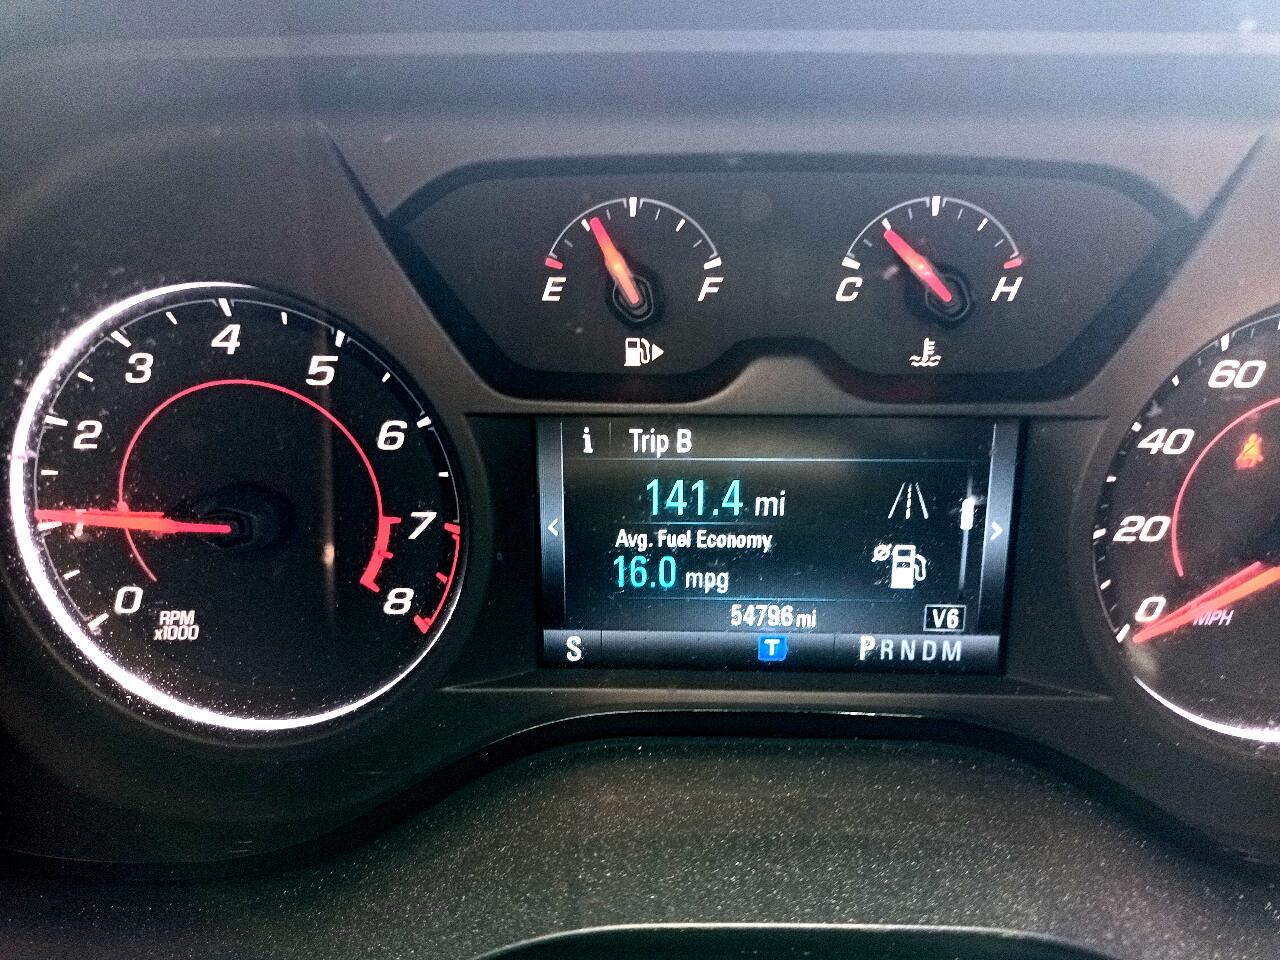 E F
C H
0 2 3 4 5 6 7 8
RPM
x1000
i Trip B
141.4 mi
Avg. Fuel Economy
16.0 mpg
54796 mi V6
S T PRNDM
60
40
20
0
MPH